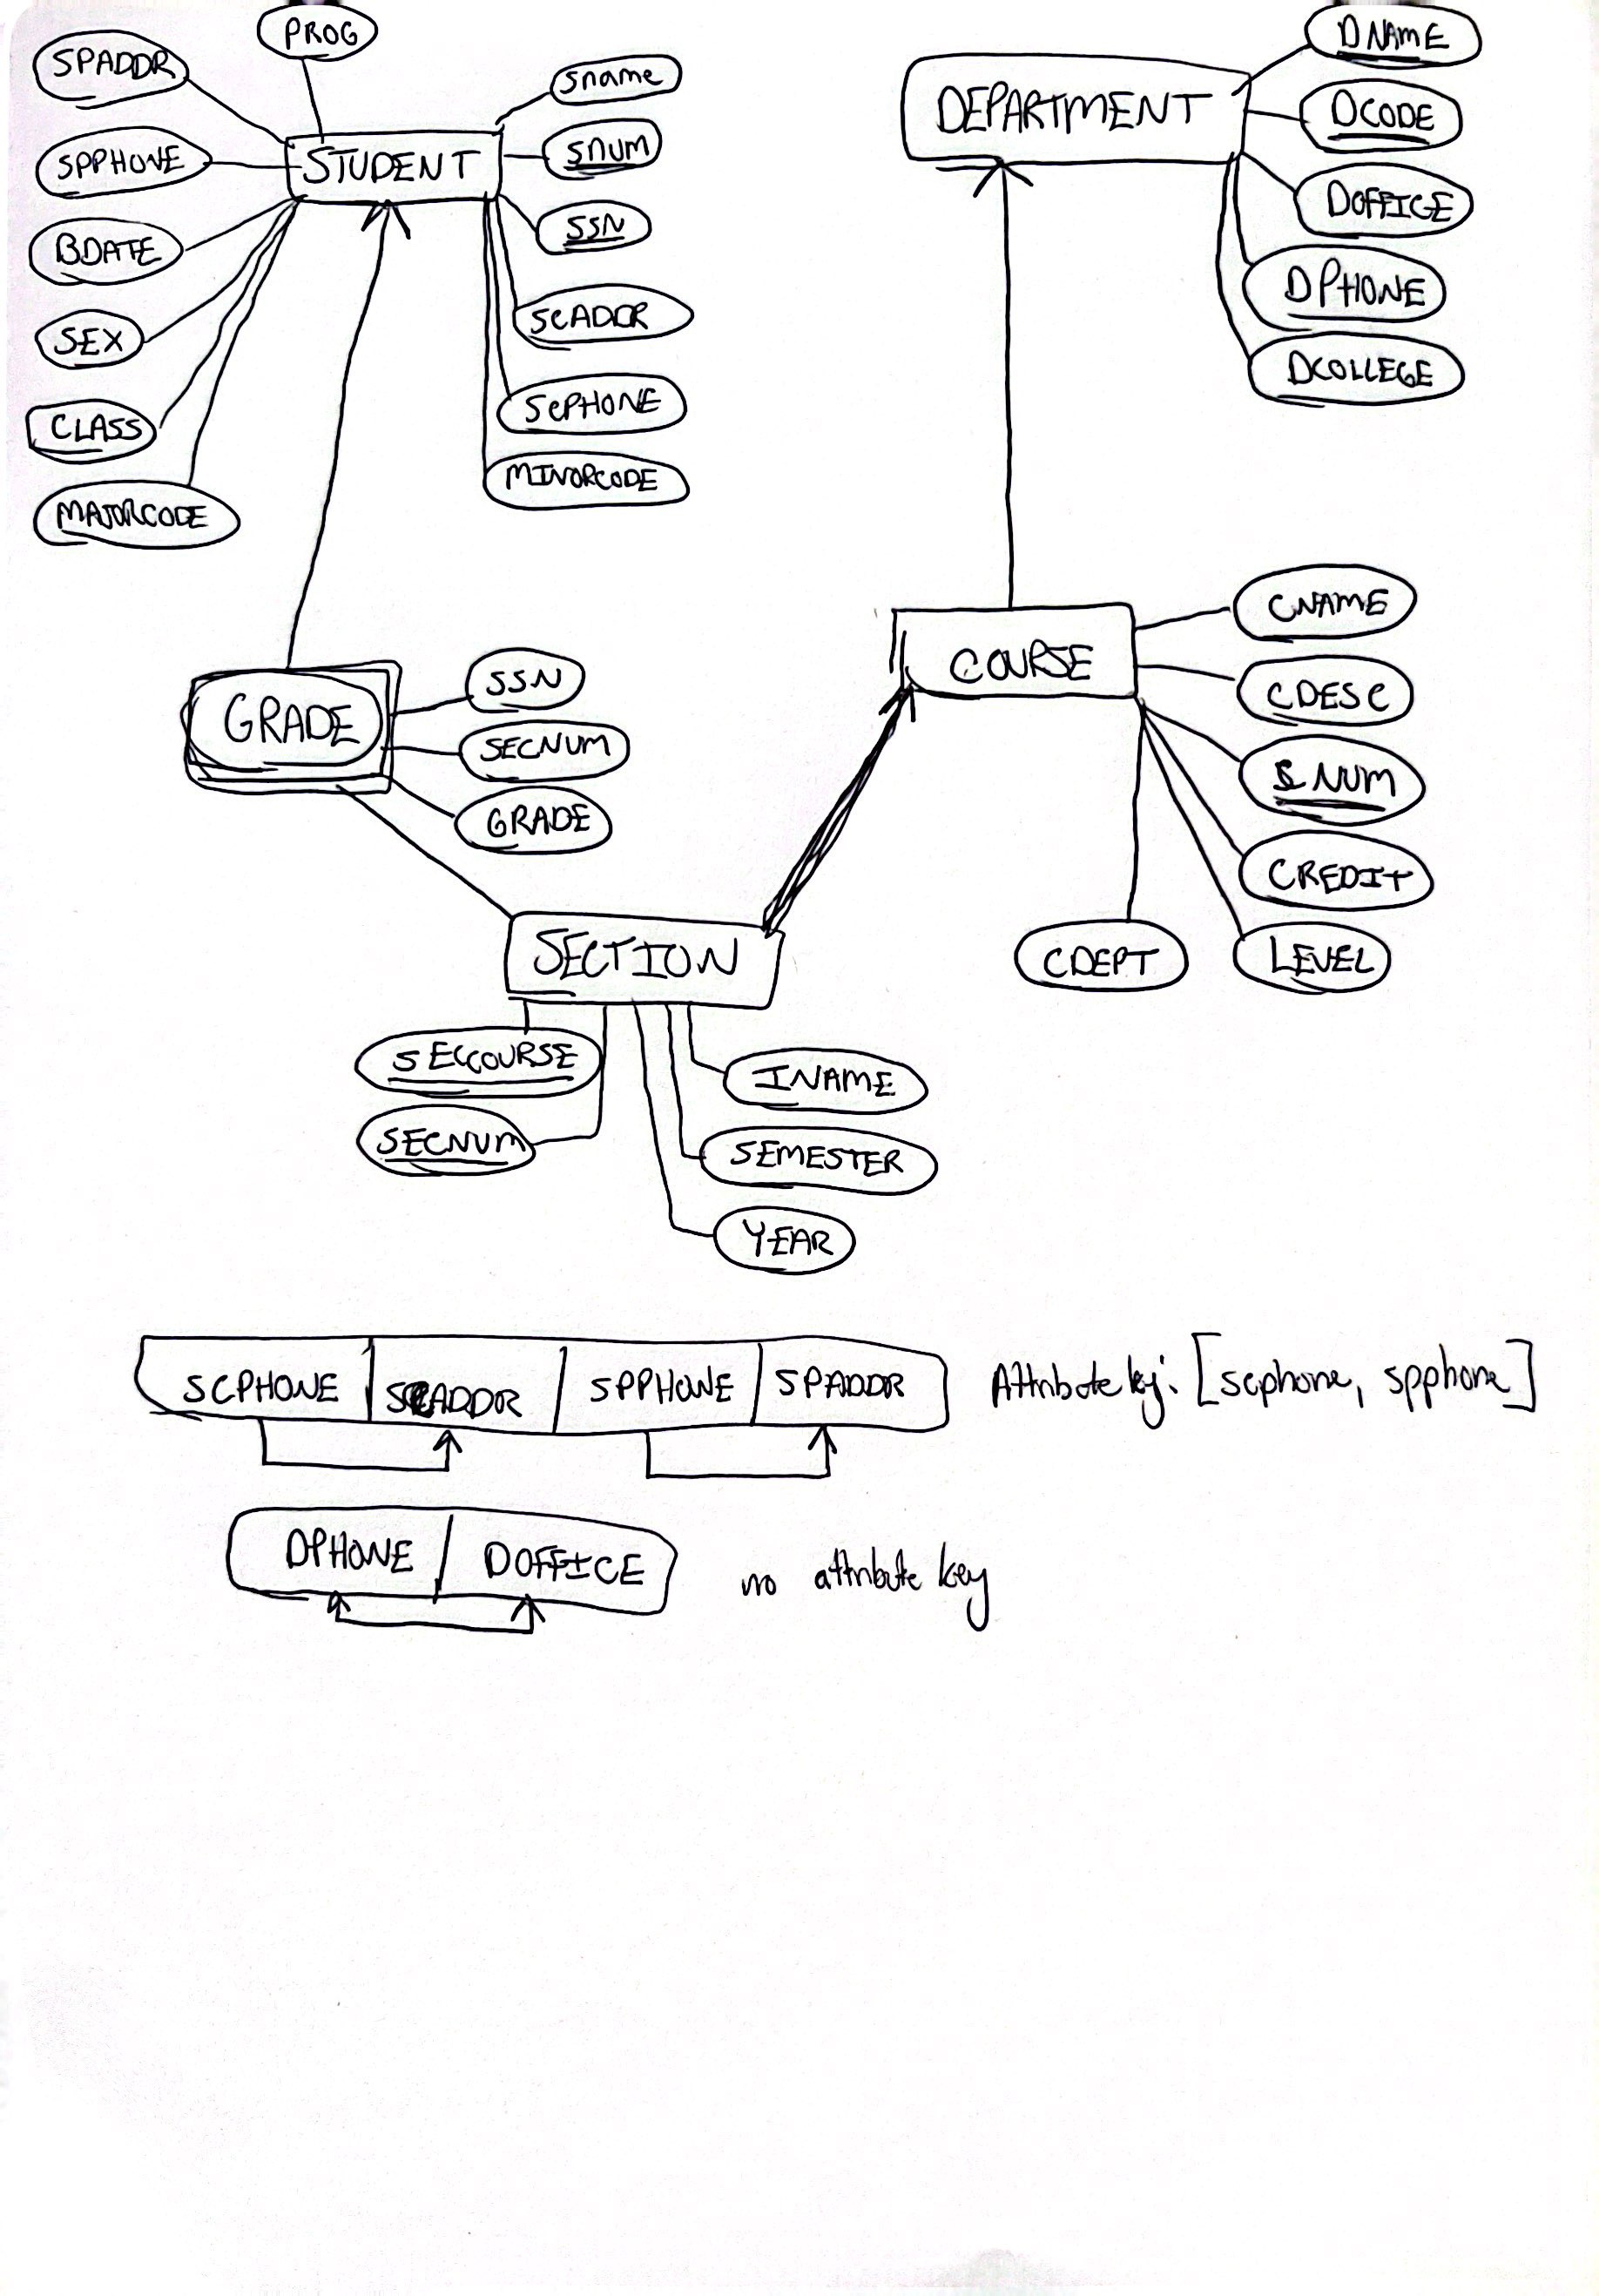 PROG
SPADDR
SPPHONE
BDATE
SEX
CLASS
MAJORCODE
STUDENT
sname
SNUM
SSN
SCADDR
SCPHONE
MINORCODE
DEPARTMENT
DNAME
DCODE
DOFFICE
DPHONE
DCOLLEGE
GRADE
SSN
SECNUM
GRADE
COURSE
CNAME
CDESC
CNUM
CREDIT
LEVEL
CDEPT
SECTION
SECCOURSE
SECNUM
INAME
SEMESTER
YEAR
SCPHONE SCADDR SPPHONE SPADDR Attribute key: [scphone, spphone]
DPHONE DOFFICE no attribute key